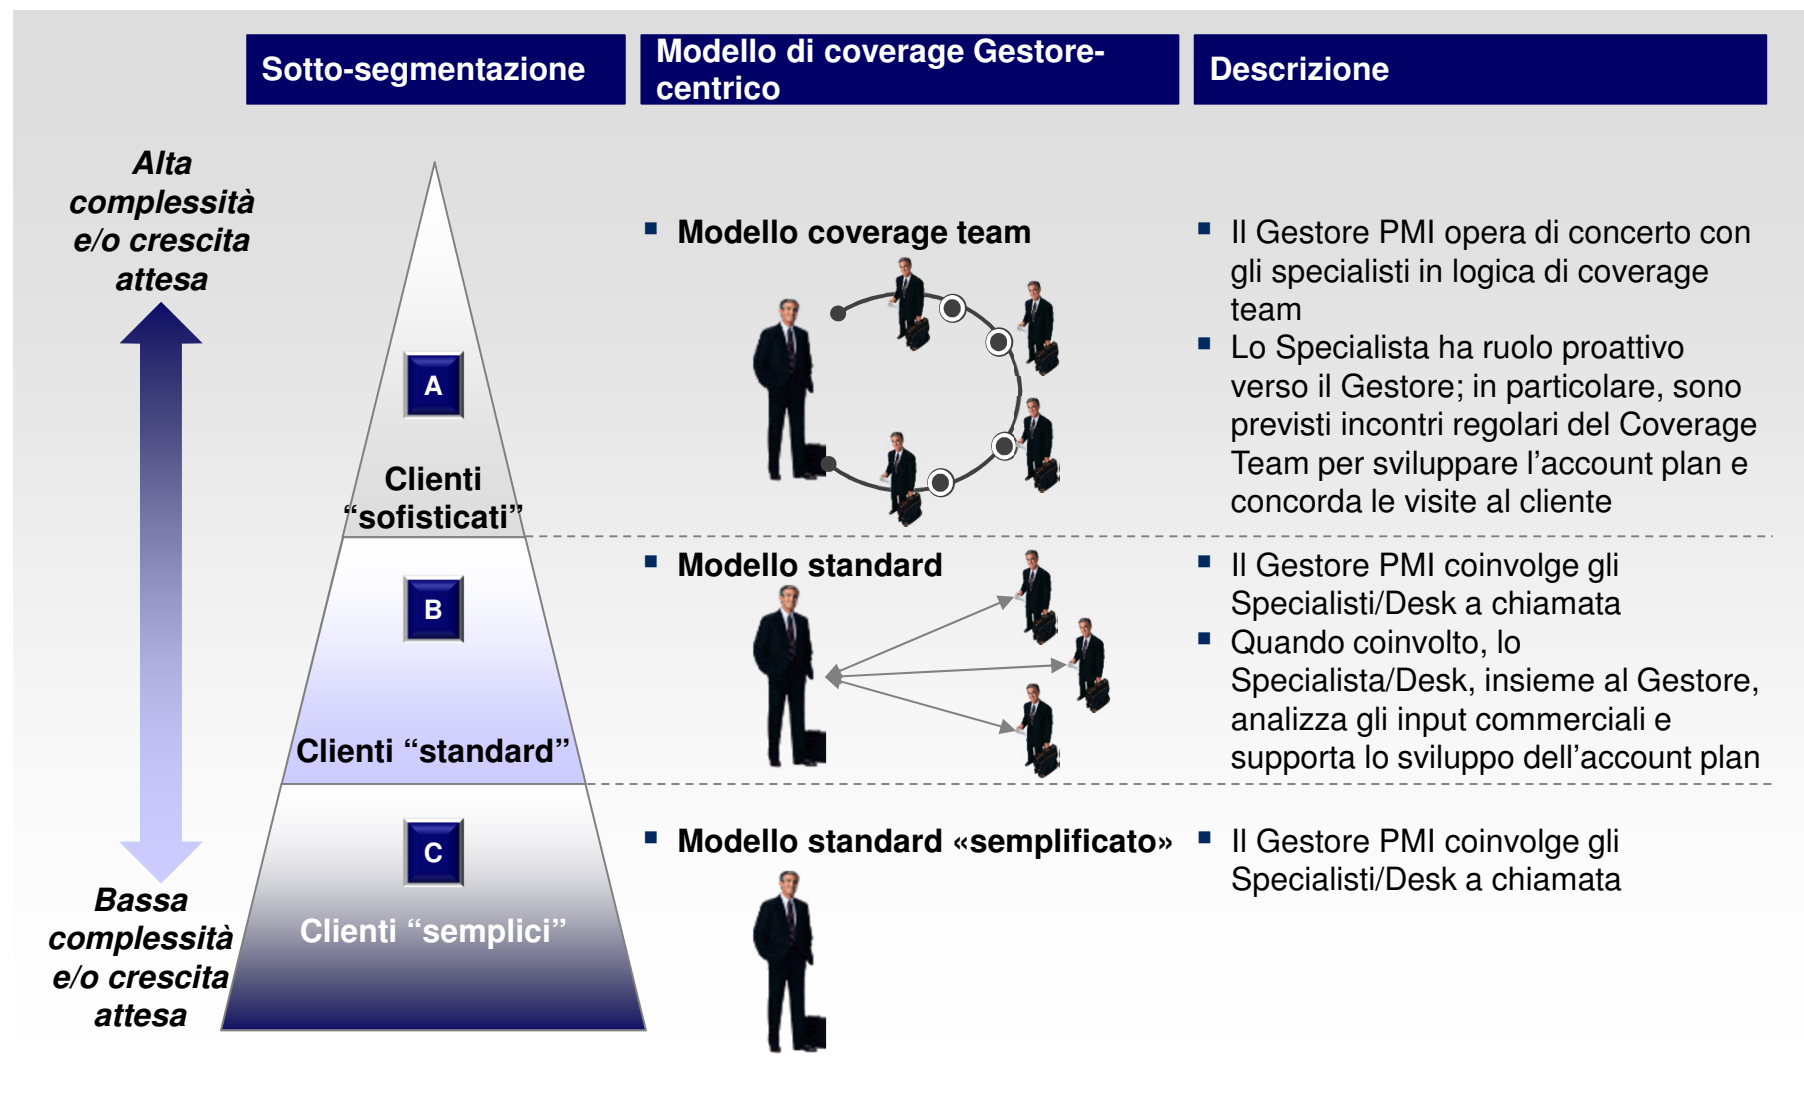 Sotto-segmentazione
Modello di coverage Gestore-
centrico
Descrizione
Alta
complessità
e/o crescita
attesa
A
Clienti
“sofisticati”
Modello coverage team
Il Gestore PMI opera di concerto con
gli specialisti in logica di coverage
team
Lo Specialista ha ruolo proattivo
verso il Gestore; in particolare, sono
previsti incontri regolari del Coverage
Team per sviluppare l’account plan e
concorda le visite al cliente
B
Clienti “standard”
Modello standard
Il Gestore PMI coinvolge gli
Specialisti/Desk a chiamata
Quando coinvolto, lo
Specialista/Desk, insieme al Gestore,
analizza gli input commerciali e
supporta lo sviluppo dell’account plan
C
Clienti “semplici”
Modello standard «semplificato»
Il Gestore PMI coinvolge gli
Specialisti/Desk a chiamata
Bassa
complessità
e/o crescita
attesa